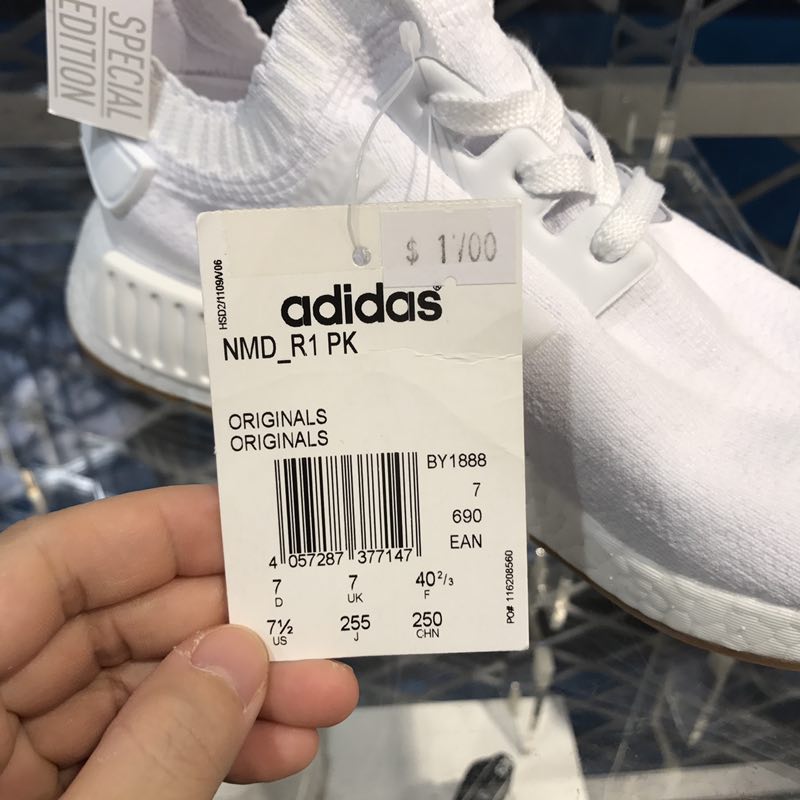 SPECIAL
EDITION
$ 1700
HSD2/1109/V06
adidas®
NMD_R1 PK
ORIGINALS
ORIGINALS
BY1888
7
690
EAN
4 057287 377147
7 7 40 2/3
D UK F
7½ 255 250
US J CHN
PO# 116208560